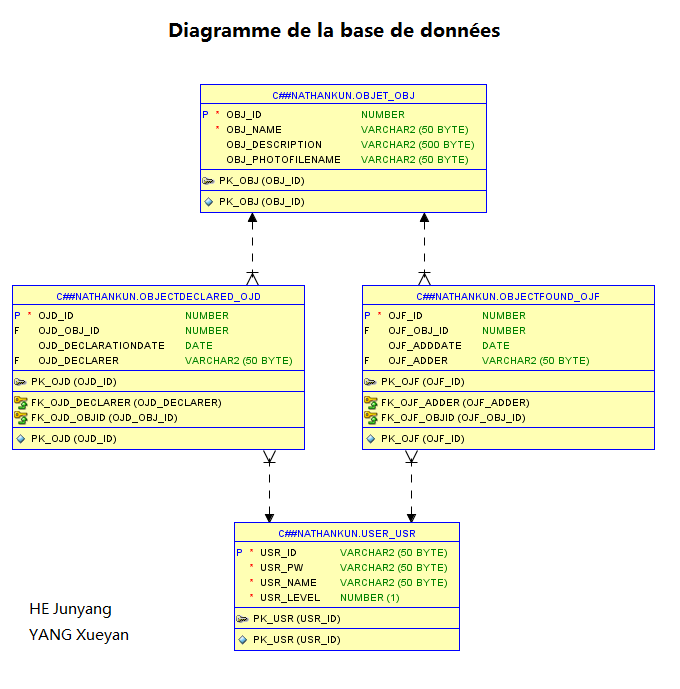 Diagramme de la base de données
C##NATHANKUN.OBJET_OBJ
P * OBJ_ID NUMBER
* OBJ_NAME VARCHAR2 (50 BYTE)
OBJ_DESCRIPTION VARCHAR2 (500 BYTE)
OBJ_PHOTOFILENAME VARCHAR2 (50 BYTE)
PK_OBJ (OBJ_ID)
PK_OBJ (OBJ_ID)
C##NATHANKUN.OBJECTDECLARED_OJD
P * OJD_ID NUMBER
F OJD_OBJ_ID NUMBER
OJD_DECLARATIONDATE DATE
F OJD_DECLARER VARCHAR2 (50 BYTE)
PK_OJD (OJD_ID)
FK_OJD_DECLARER (OJD_DECLARER)
FK_OJD_OBJID (OJD_OBJ_ID)
PK_OJD (OJD_ID)
C##NATHANKUN.OBJECTFOUND_OJF
P * OJF_ID NUMBER
F OJF_OBJ_ID NUMBER
OJF_ADDDATE DATE
F OJF_ADDER VARCHAR2 (50 BYTE)
PK_OJF (OJF_ID)
FK_OJF_ADDER (OJF_ADDER)
FK_OJF_OBJID (OJF_OBJ_ID)
PK_OJF (OJF_ID)
C##NATHANKUN.USER_USR
P * USR_ID VARCHAR2 (50 BYTE)
* USR_PW VARCHAR2 (50 BYTE)
* USR_NAME VARCHAR2 (50 BYTE)
* USR_LEVEL NUMBER (1)
PK_USR (USR_ID)
PK_USR (USR_ID)
HE Junyang
YANG Xueyan